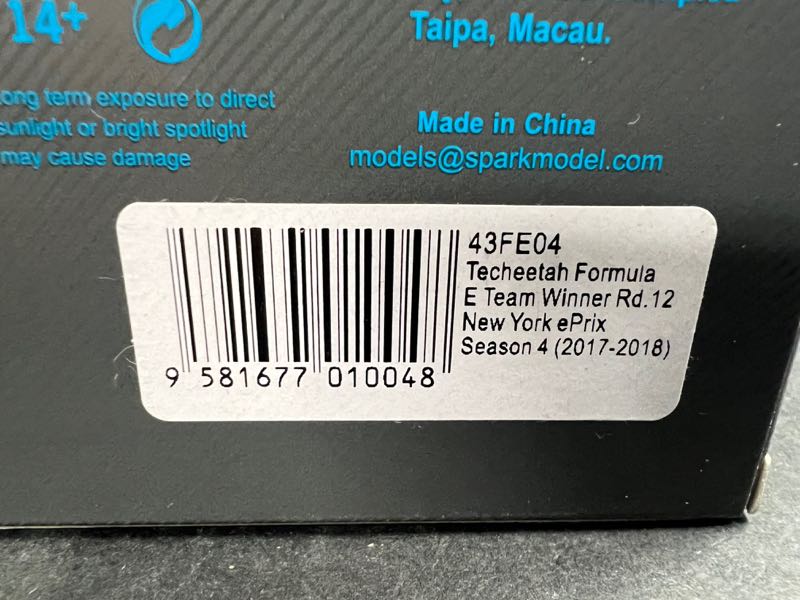 14+
Taipa, Macau.
long term exposure to direct
sunlight or bright spotlight
may cause damage
Made in China
models@sparkmodel.com
43FE04
Techeetah Formula
E Team Winner Rd.12
New York ePrix
Season 4 (2017-2018)
9 581677 010048